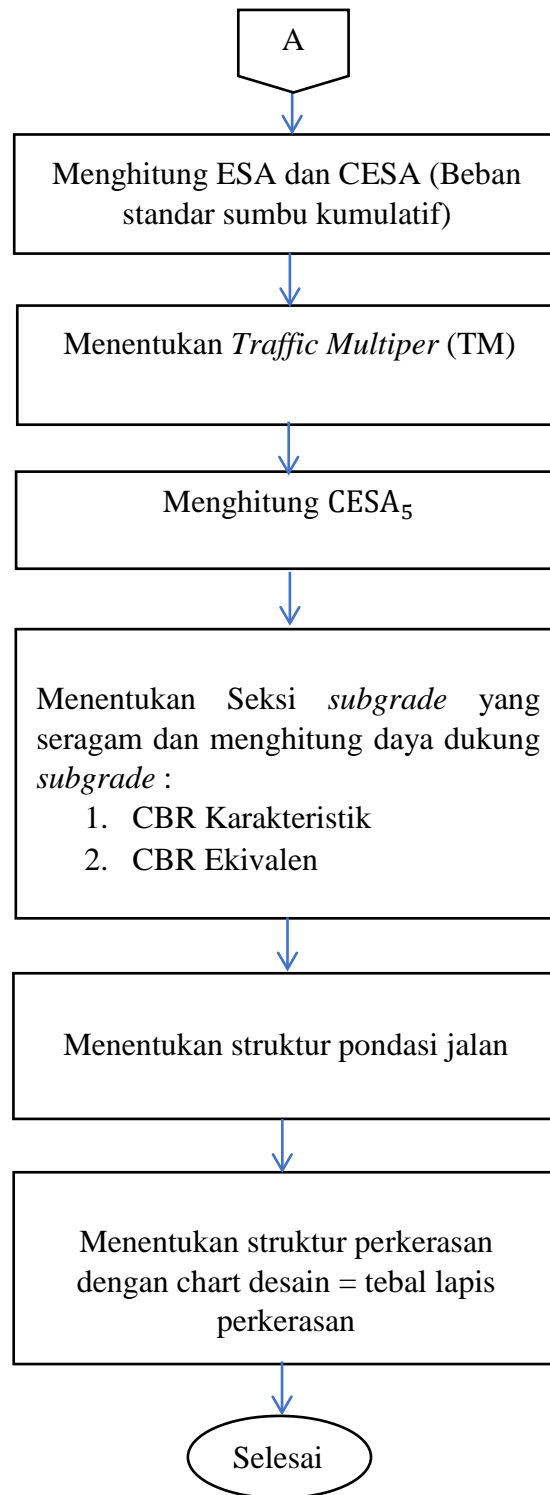 A
Menghitung ESA dan CESA (Beban
standar sumbu kumulatif)
Menentukan Traffic Multiper (TM)
Menghitung CESA₅
Menentukan Seksi subgrade yang
seragam dan menghitung daya dukung
subgrade :
1. CBR Karakteristik
2. CBR Ekivalen
Menentukan struktur pondasi jalan
Menentukan struktur perkerasan
dengan chart desain = tebal lapis
perkerasan
Selesai